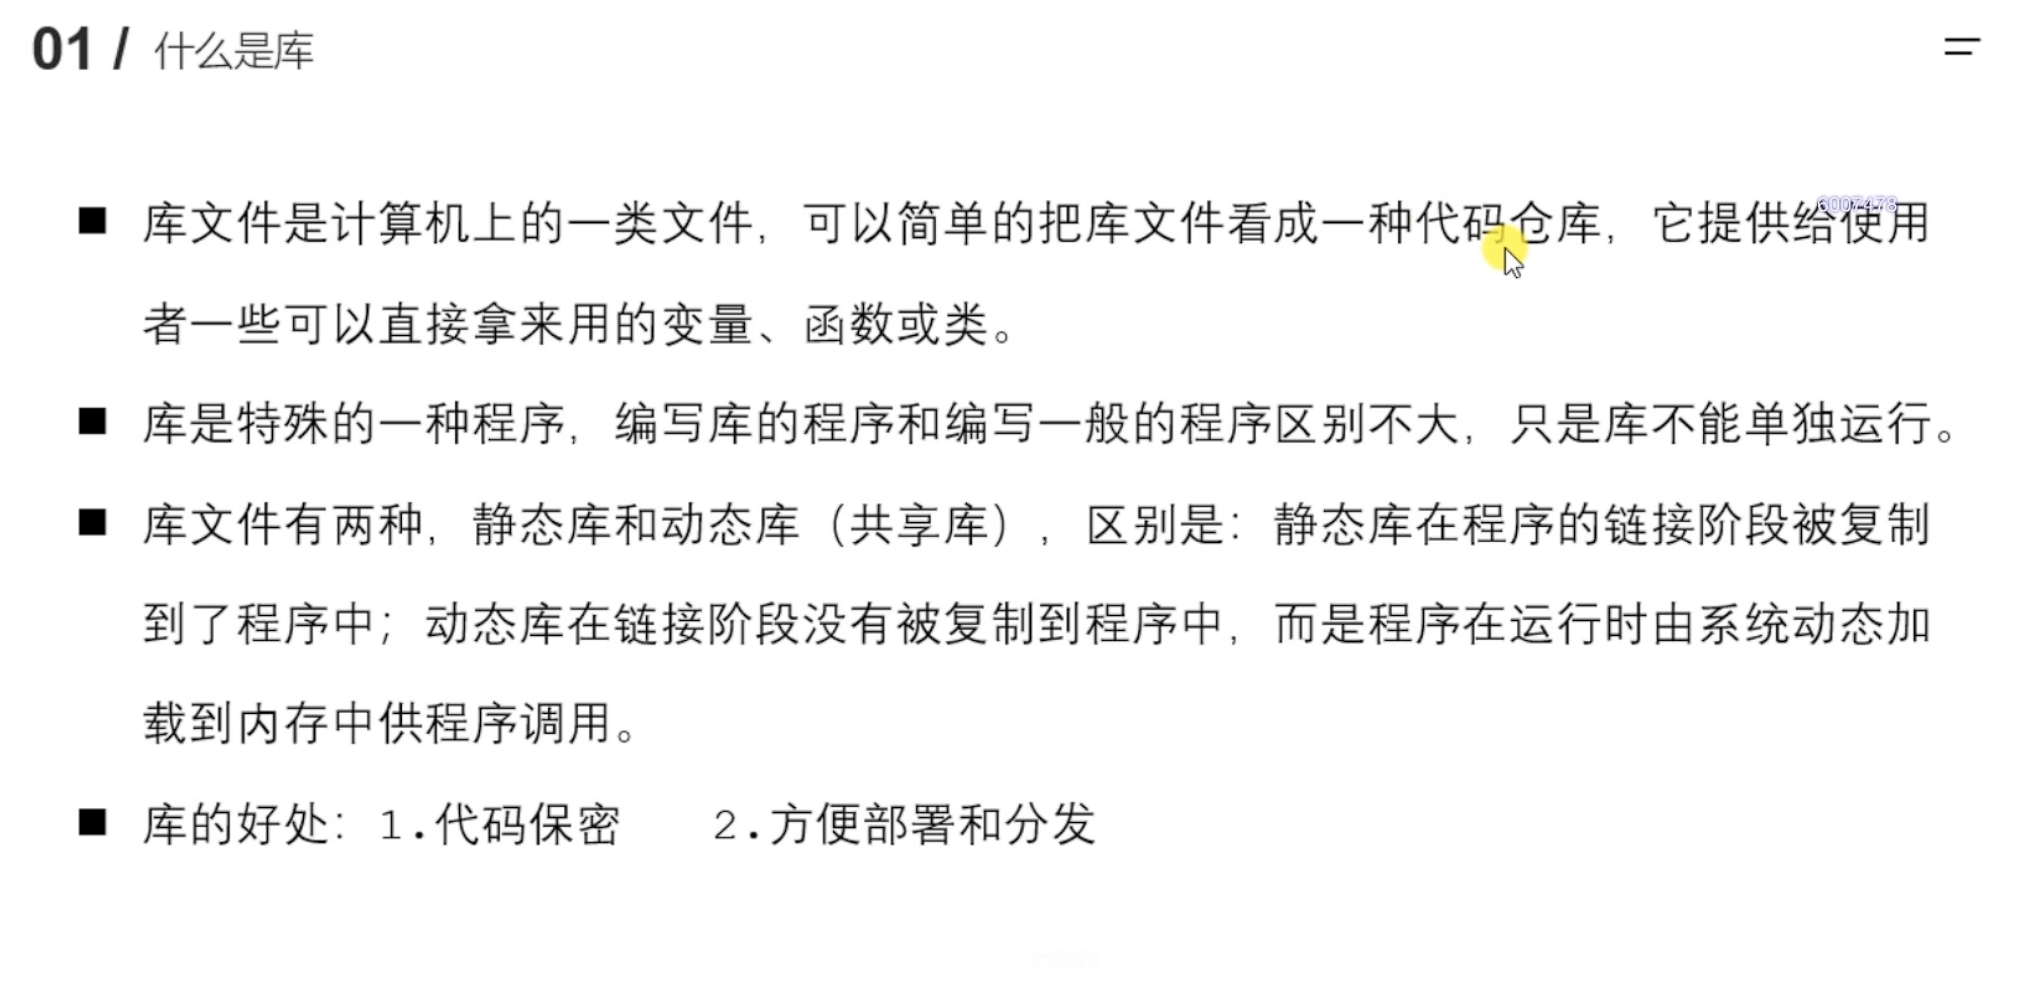 01 / 什么是库
6007478
■ 库文件是计算机上的一类文件，可以简单的把库文件看成一种代码仓库，它提供给使用
者一些可以直接拿来用的变量、函数或类。
■ 库是特殊的一种程序，编写库的程序和编写一般的程序区别不大，只是库不能单独运行。
■ 库文件有两种，静态库和动态库（共享库），区别是：静态库在程序的链接阶段被复制
到了程序中；动态库在链接阶段没有被复制到程序中，而是程序在运行时由系统动态加
载到内存中供程序调用。
■ 库的好处：1.代码保密 2.方便部署和分发